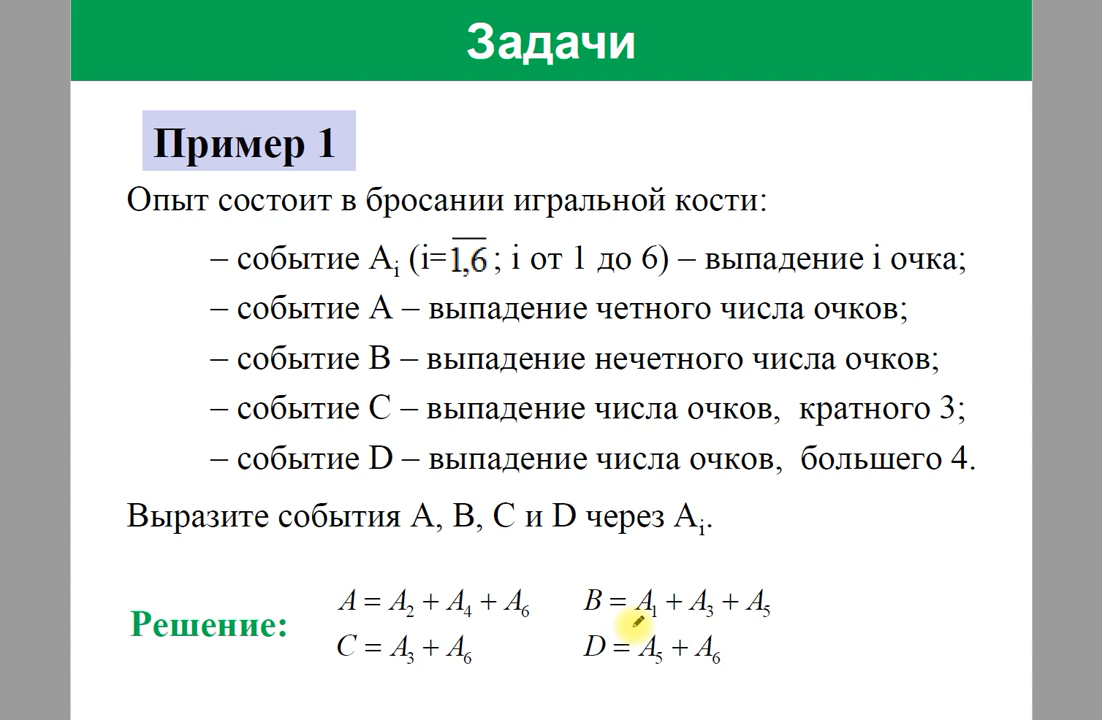 Задачи
Пример 1
Опыт состоит в бросании игральной кости:
– событие Aᵢ (i=1,6; i от 1 до 6) – выпадение i очка;
– событие A – выпадение четного числа очков;
– событие B – выпадение нечетного числа очков;
– событие C – выпадение числа очков, кратного 3;
– событие D – выпадение числа очков, большего 4.
Выразите события A, B, C и D через Aᵢ.
Решение:
A = A₂ + A₄ + A₆ B = A₁ + A₃ + A₅
C = A₃ + A₆ D = A₅ + A₆